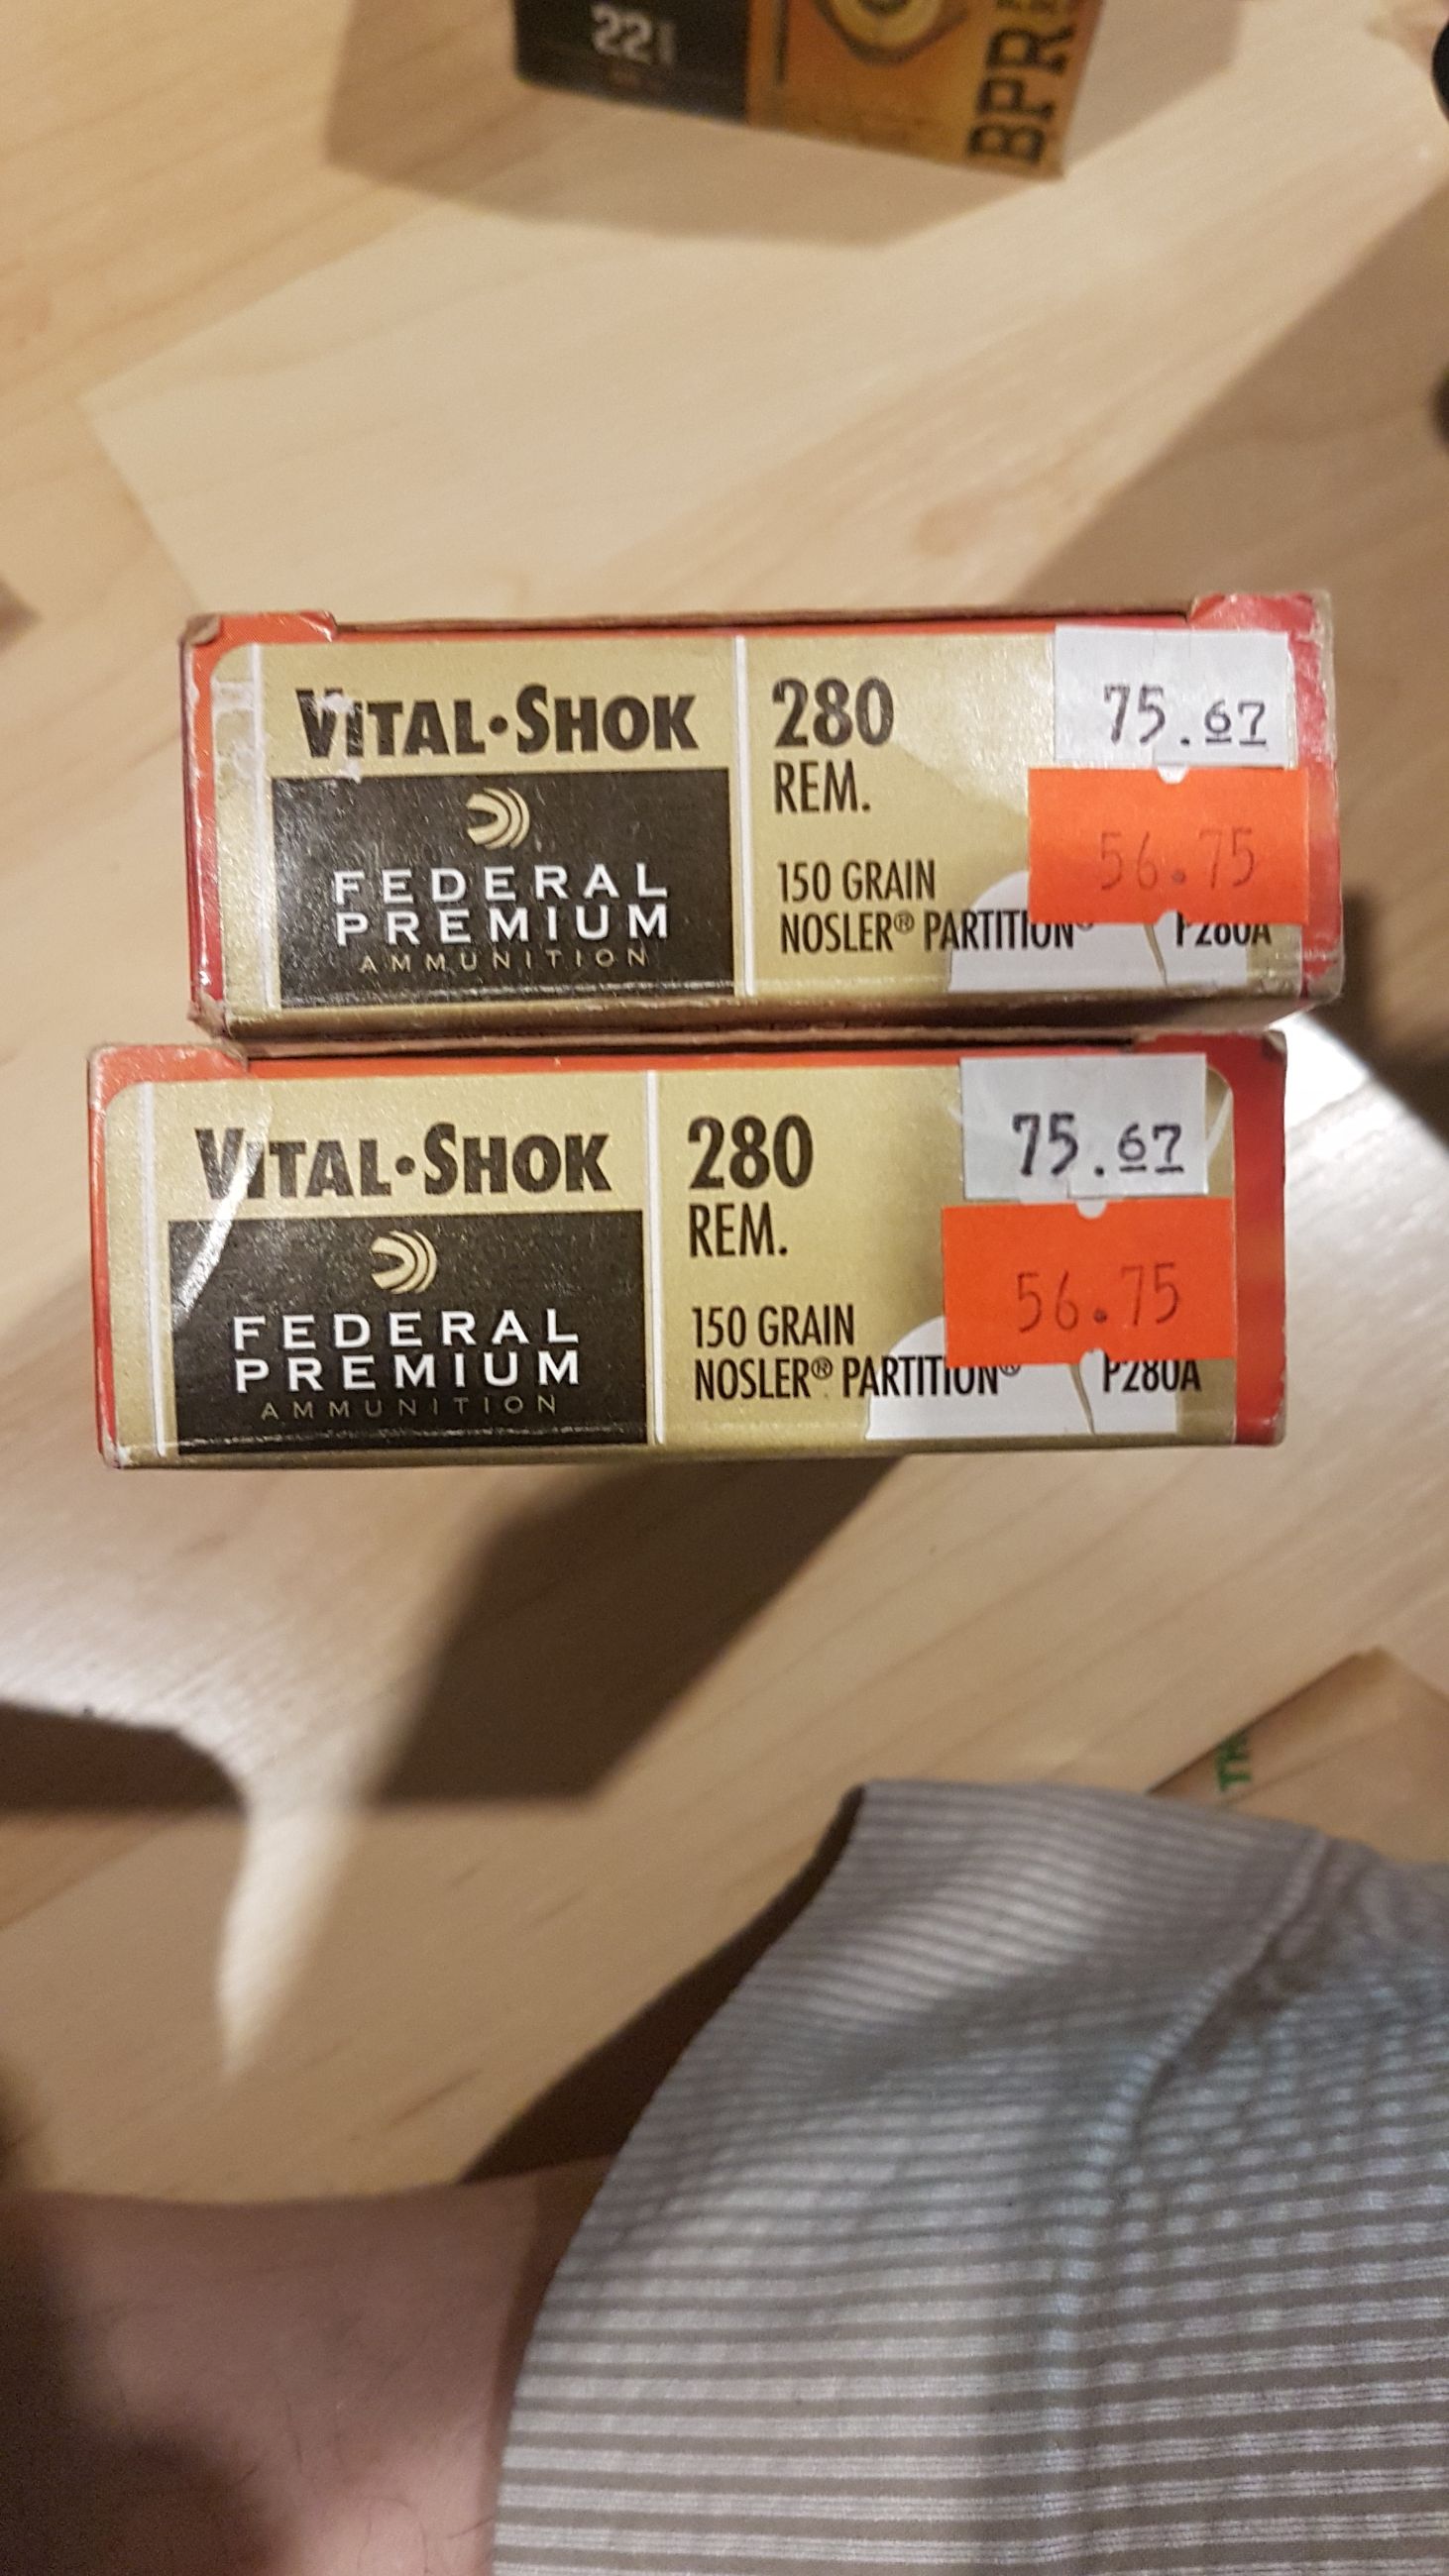 22
BPR
VITAL•SHOK
FEDERAL
PREMIUM
AMMUNITION
280
REM.
150 GRAIN
NOSLER® PARTITION®
P280A
75.67
56.75
VITAL•SHOK
FEDERAL
PREMIUM
AMMUNITION
280
REM.
150 GRAIN
NOSLER® PARTITION®
P280A
75.67
56.75